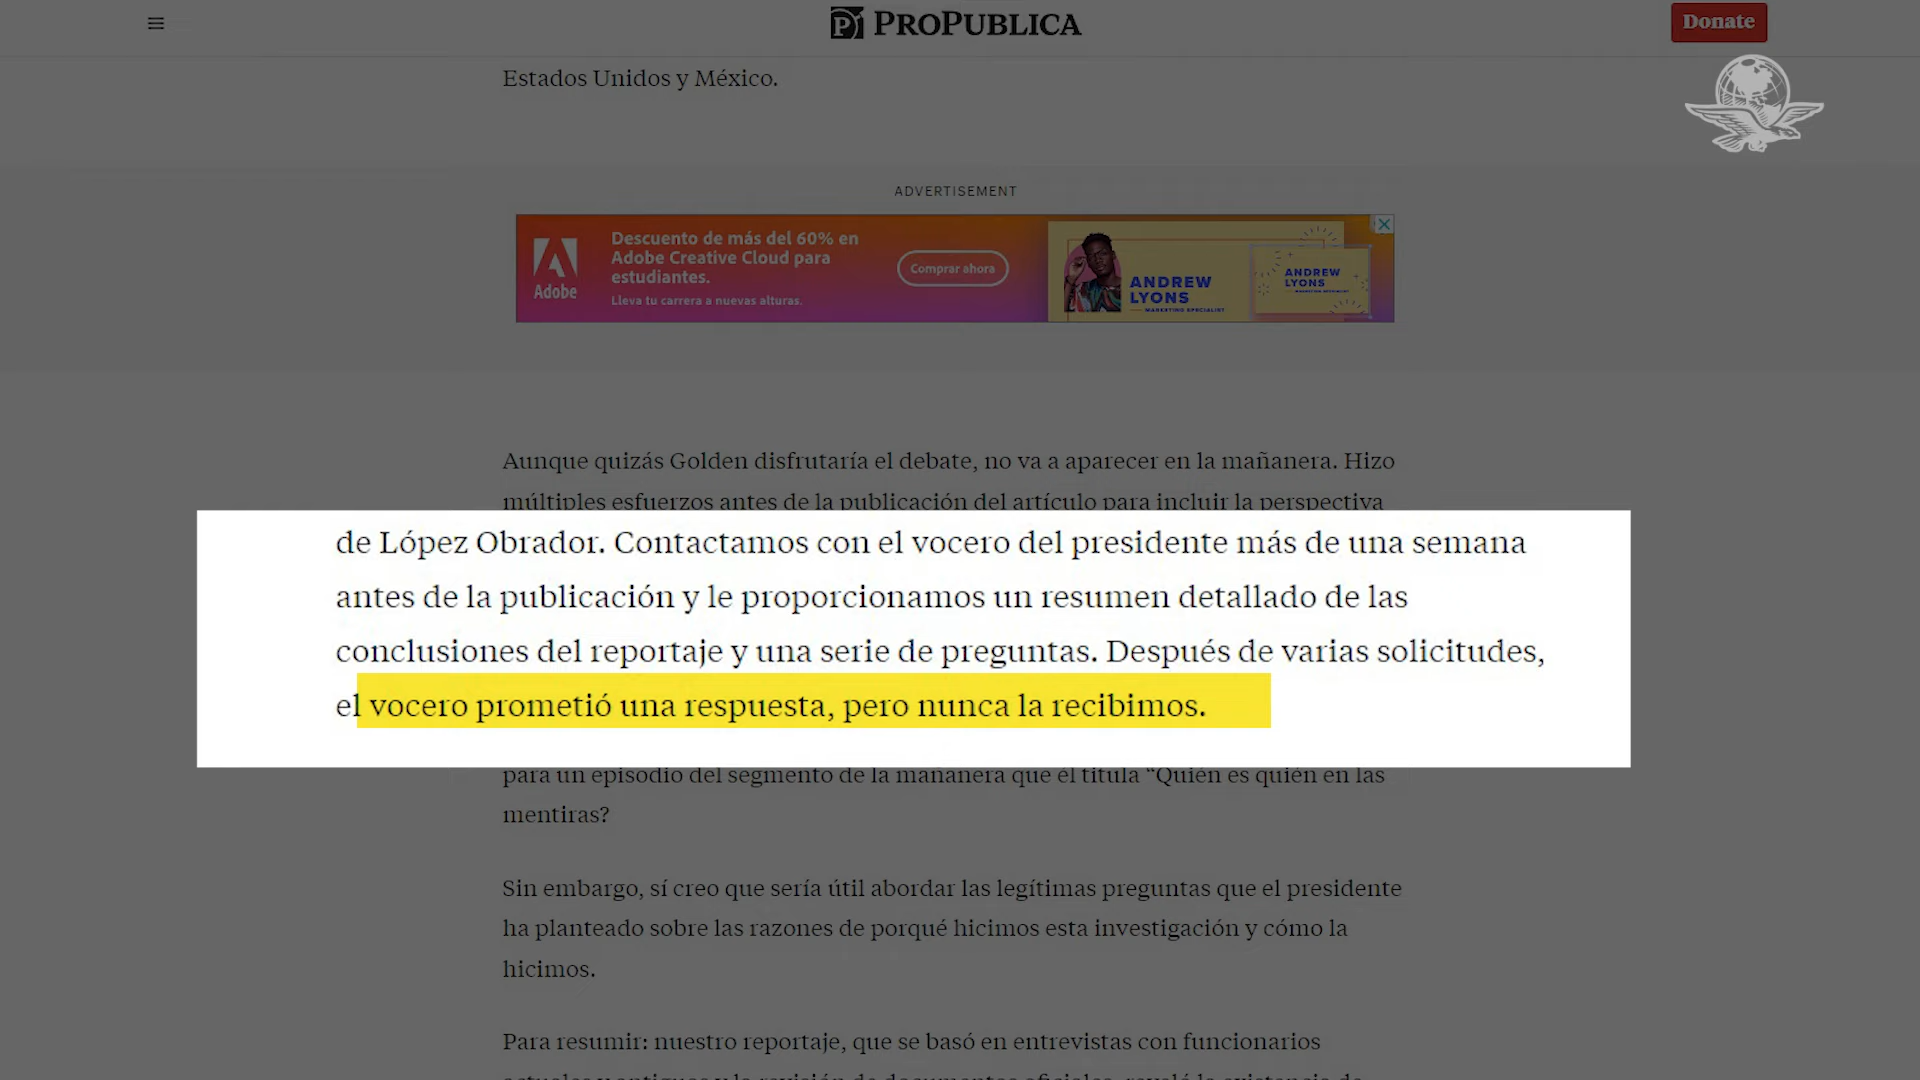 PROPUBLICA
Donate
Estados Unidos y México.
ADVERTISEMENT
Descuento de más del 60% en
Adobe Creative Cloud para
estudiantes.
Lleva tu carrera a nuevas alturas.
Adobe
Comprar ahora
ANDREW
LYONS
MARKETING SPECIALIST
ANDREW
LYONS
MARKETING SPECIALIST
Aunque quizás Golden disfrutaría el debate, no va a aparecer en la mañanera. Hizo
múltiples esfuerzos antes de la publicación del artículo para incluir la perspectiva
de López Obrador. Contactamos con el vocero del presidente más de una semana
antes de la publicación y le proporcionamos un resumen detallado de las
conclusiones del reportaje y una serie de preguntas. Después de varias solicitudes,
el vocero prometió una respuesta, pero nunca la recibimos.
para un episodio del segmento de la mañanera que él titula “Quién es quién en las
mentiras?
Sin embargo, sí creo que sería útil abordar las legítimas preguntas que el presidente
ha planteado sobre las razones de porqué hicimos esta investigación y cómo la
hicimos.
Para resumir: nuestro reportaje, que se basó en entrevistas con funcionarios